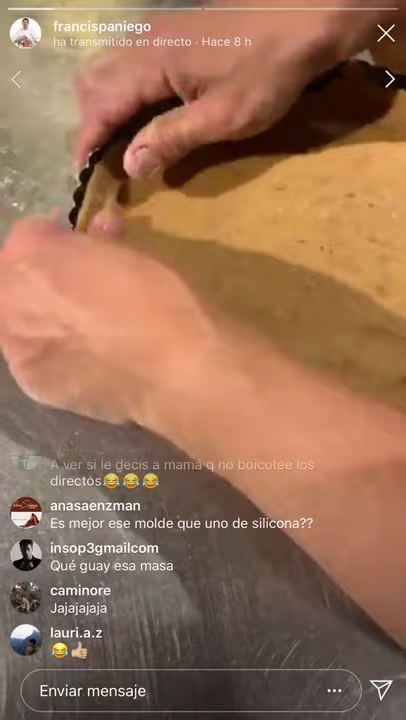 francispaniego
ha transmitido en directo · Hace 8 h
A ver si le decís a mamá q no boicotee los
directos😂😂😂
anasaenzman
Es mejor ese molde que uno de silicona??
insop3gmailcom
Qué guay esa masa
caminore
Jajajajaja
lauri.a.z
😂👍🏼
Enviar mensaje